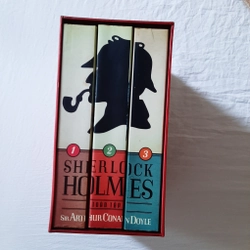 1 2 3
SHERLOCK
HOLMES
SIR ARTHUR CONAN DOYLE